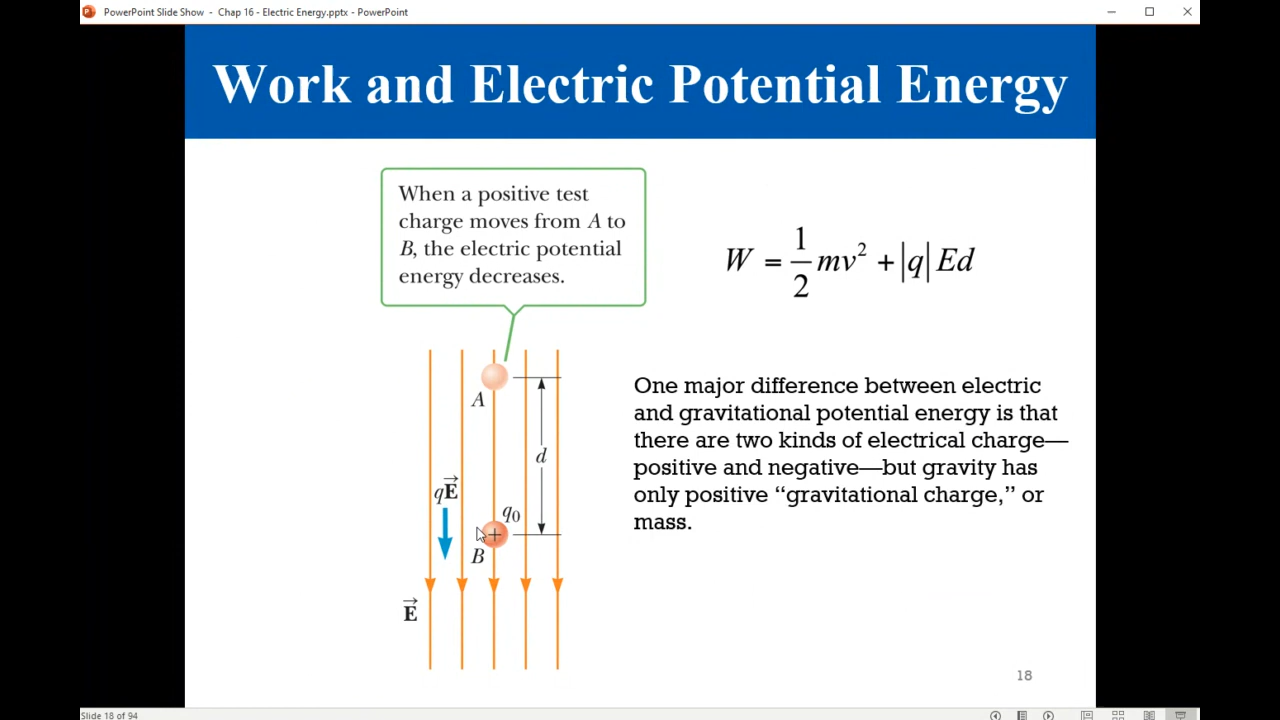 PowerPoint Slide Show - Chap 16 - Electric Energy.pptx - PowerPoint
Work and Electric Potential Energy
When a positive test
charge moves from A to
B, the electric potential
energy decreases.
W = 1/2 mv² + |q| Ed
A
d
qE⃗
q₀
B
E⃗
One major difference between electric
and gravitational potential energy is that
there are two kinds of electrical charge—
positive and negative—but gravity has
only positive “gravitational charge,” or
mass.
18
Slide 18 of 94